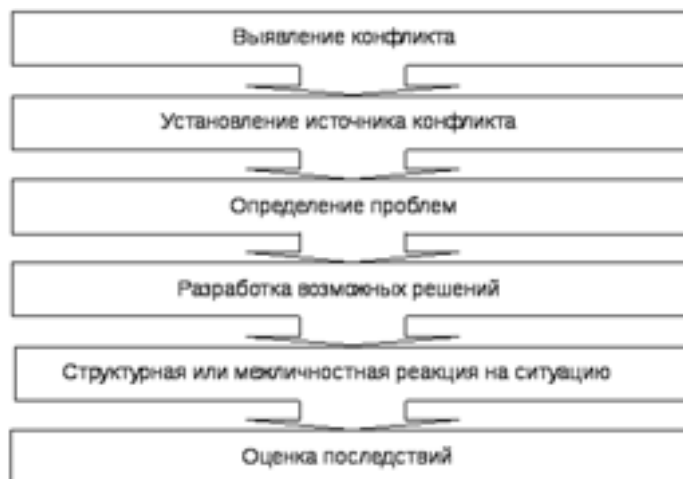 Выявление конфликта
Установление источника конфликта
Определение проблем
Разработка возможных решений
Структурная или межличностная реакция на ситуацию
Оценка последствий